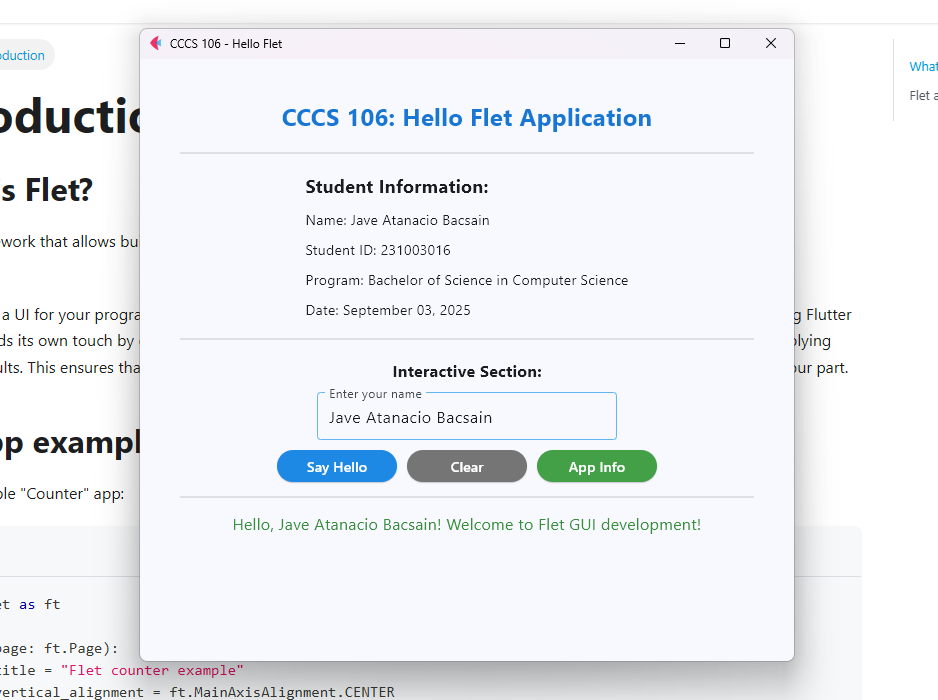 CCCS 106 - Hello Flet
CCCS 106: Hello Flet Application
Student Information:
Name: Jave Atanacio Bacsain
Student ID: 231003016
Program: Bachelor of Science in Computer Science
Date: September 03, 2025
Interactive Section:
Enter your name
Jave Atanacio Bacsain
Say Hello Clear App Info
Hello, Jave Atanacio Bacsain! Welcome to Flet GUI development!
oduction
What
Flet a
oductio
s Flet?
work that allows bu
a UI for your progra
g Flutter
ds its own touch by
plying
ults. This ensures tha
our part.
pp exampl
ple "Counter" app:
et as ft
page: ft.Page):
title = "Flet counter example"
vertical_alignment = ft.MainAxisAlignment.CENTER